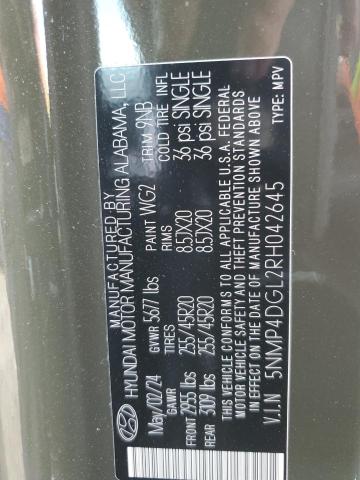 MANUFACTURED BY
HYUNDAI MOTOR MANUFACTURING ALABAMA, LLC
May/02/24 GVWR 5677 lbs PAINT WG2 TRIM 9NB
GAWR TIRES RIMS COLD TIRE INFL
FRONT 2955 lbs 255/45R20 8.5JX20 36 psi SINGLE
REAR 3109 lbs 255/45R20 8.5JX20 36 psi SINGLE
THIS VEHICLE CONFORMS TO ALL APPLICABLE U.S.A. FEDERAL
MOTOR VEHICLE SAFETY AND THEFT PREVENTION STANDARDS
IN EFFECT ON THE DATE OF MANUFACTURE SHOWN ABOVE.
V.I.N 5NMP4DGL2RH042645 TYPE: MPV